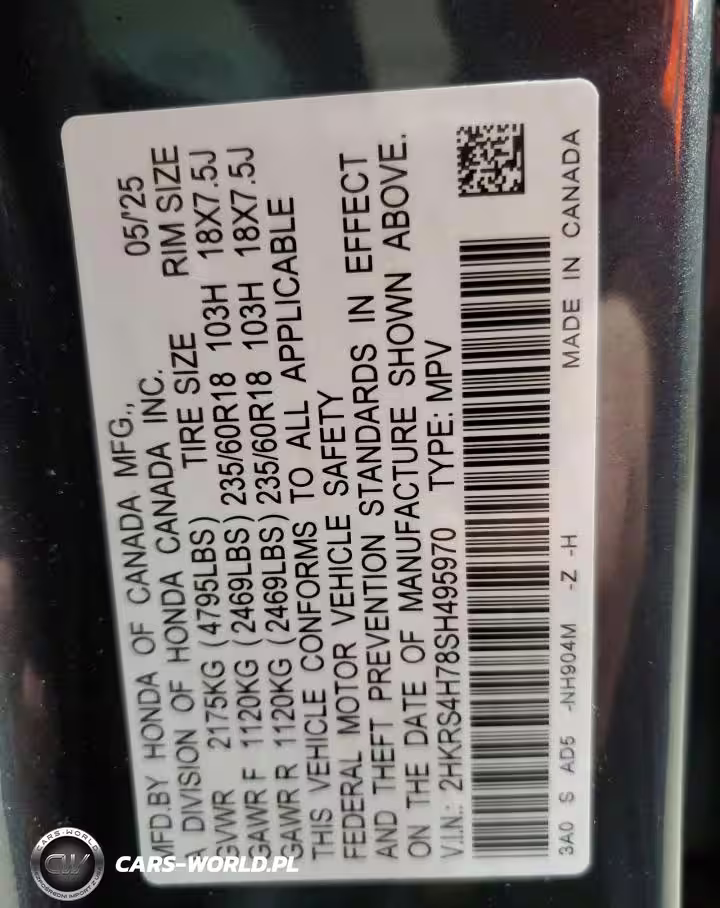 MFD.BY HONDA OF CANADA MFG., 05/'25
A DIVISION OF HONDA CANADA INC.
TIRE SIZE RIM SIZE
GVWR 2175KG (4795LBS)
GAWR F 1120KG (2469LBS) 235/60R18 103H 18X7.5J
GAWR R 1120KG (2469LBS) 235/60R18 103H 18X7.5J
THIS VEHICLE CONFORMS TO ALL APPLICABLE
FEDERAL MOTOR VEHICLE SAFETY
AND THEFT PREVENTION STANDARDS IN EFFECT
ON THE DATE OF MANUFACTURE SHOWN ABOVE.
V.I.N.: 2HKRS4H78SH495970 TYPE: MPV
3A0 S AD5 -NH904M -Z -H MADE IN CANADA
CARS-WORLD
CW
CARS-WORLD.PL